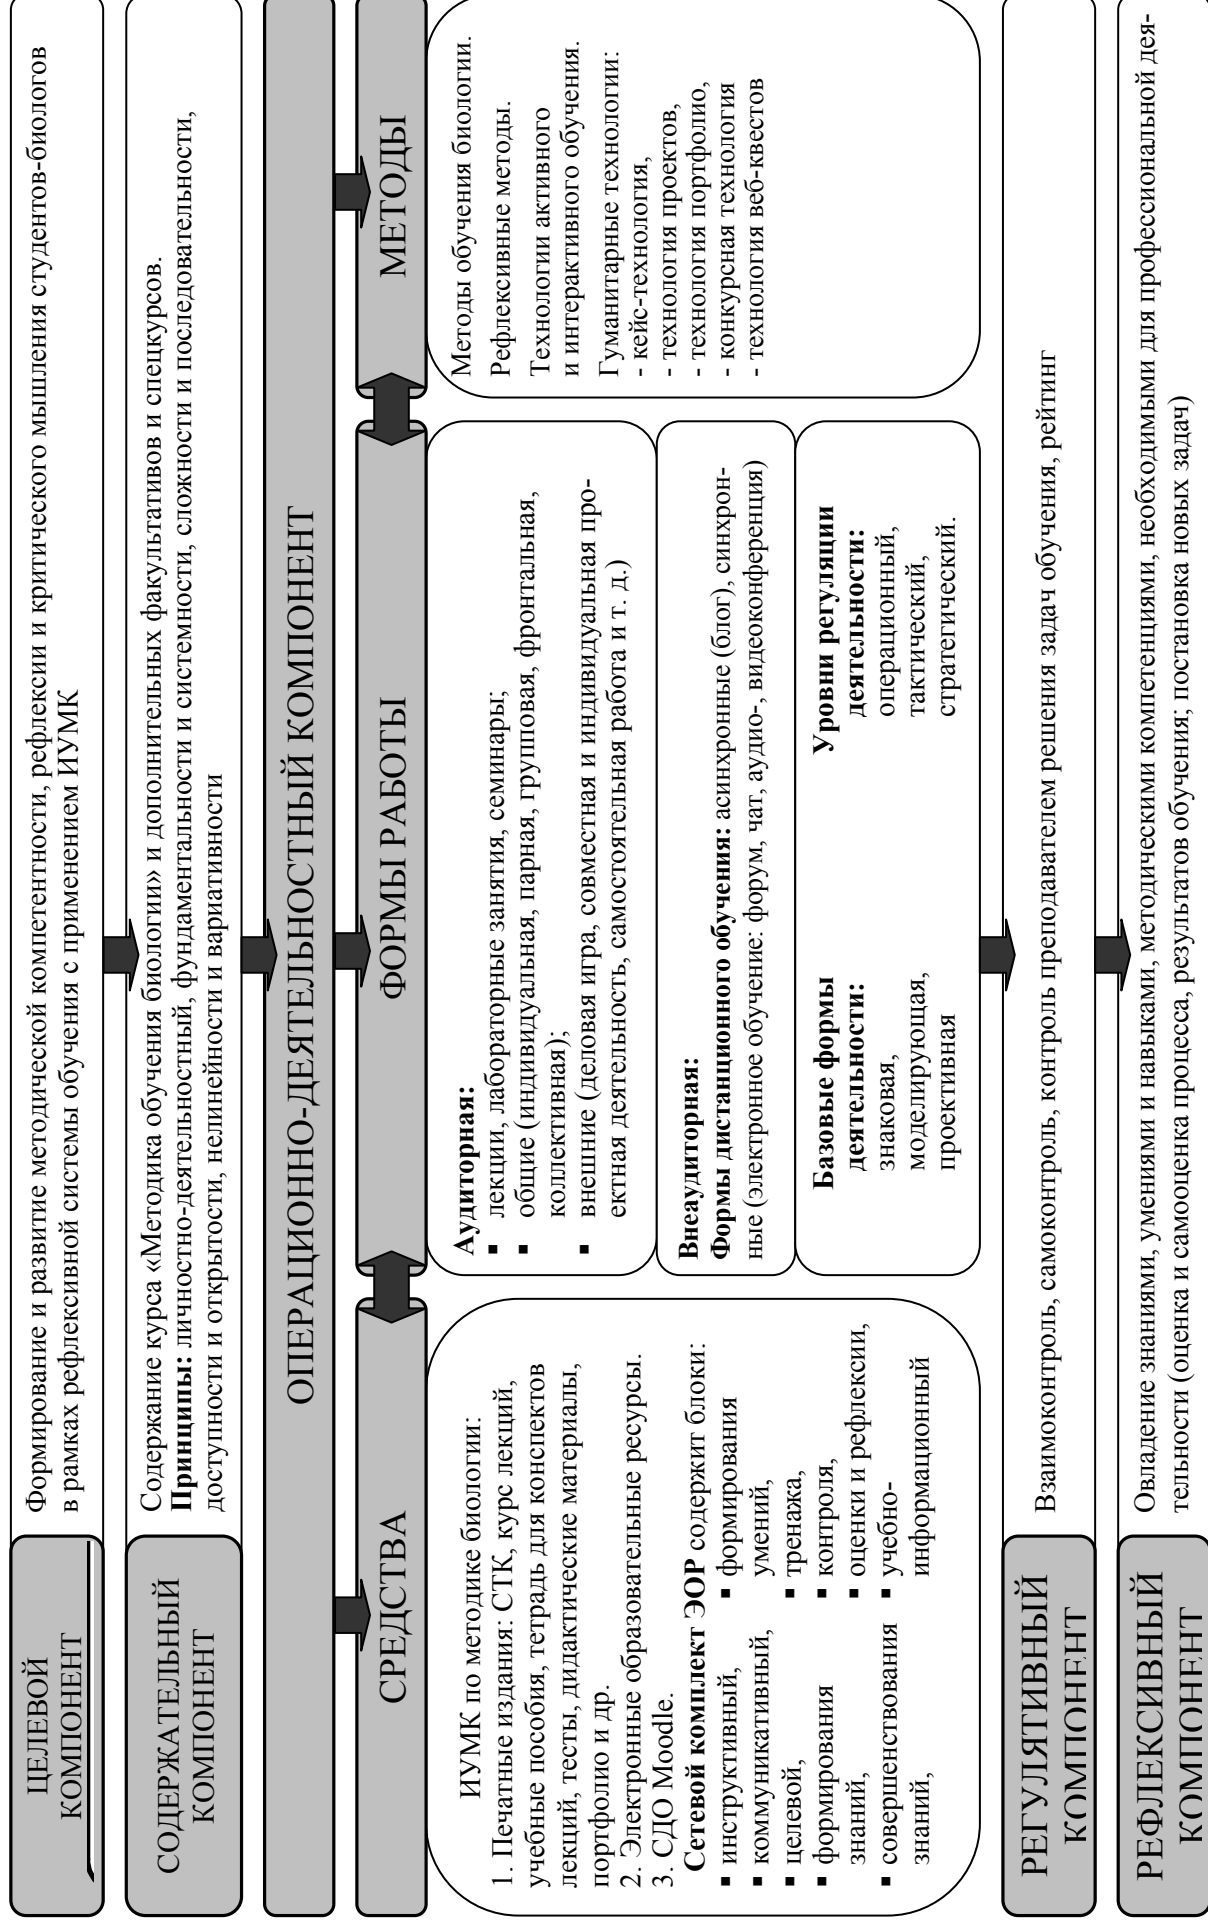 ЦЕЛЕВОЙ
КОМПОНЕНТ
Формирование и развитие методической компетентности, рефлексии и критического мышления студентов-биологов
в рамках рефлексивной системы обучения с применением ИУМК
СОДЕРЖАТЕЛЬНЫЙ
КОМПОНЕНТ
Содержание курса «Методика обучения биологии» и дополнительных факультативов и спецкурсов.
Принципы: личностно-деятельностный, фундаментальности и системности, сложности и последовательности,
доступности и открытости, нелинейности и вариативности
ОПЕРАЦИОННО-ДЕЯТЕЛЬНОСТНЫЙ КОМПОНЕНТ
СРЕДСТВА
ИУМК по методике биологии:
1. Печатные издания: СТК, курс лекций,
учебные пособия, тетрадь для конспектов
лекций, тесты, дидактические материалы,
портфолио и др.
2. Электронные образовательные ресурсы.
3. СДО Moodle.
Сетевой комплект ЭОР содержит блоки:
▪ инструктивный,
▪ коммуникативный,
▪ целевой,
▪ формирования
знаний,
▪ совершенствования
знаний,
▪ формирования
умений,
▪ тренажа,
▪ контроля,
▪ оценки и рефлексии,
▪ учебно-
информационный
ФОРМЫ РАБОТЫ
Аудиторная:
▪ лекции, лабораторные занятия, семинары;
▪ общие (индивидуальная, парная, групповая, фронтальная,
коллективная);
▪ внешние (деловая игра, совместная и индивидуальная про-
ектная деятельность, самостоятельная работа и т. д.)
Внеаудиторная:
Формы дистанционного обучения: асинхронные (блог), синхрон-
ные (электронное обучение: форум, чат, аудио-, видеоконференция)
Базовые формы
деятельности:
знаковая,
моделирующая,
проективная
Уровни регуляции
деятельности:
операционный,
тактический,
стратегический.
МЕТОДЫ
Методы обучения биологии.
Рефлексивные методы.
Технологии активного
и интерактивного обучения.
Гуманитарные технологии:
- кейс-технология,
- технология проектов,
- технология портфолио,
- конкурсная технология
- технология веб-квестов
РЕГУЛЯТИВНЫЙ
КОМПОНЕНТ
Взаимоконтроль, самоконтроль, контроль преподавателем решения задач обучения, рейтинг
РЕФЛЕКСИВНЫЙ
КОМПОНЕНТ
Овладение знаниями, умениями и навыками, методическими компетенциями, необходимыми для профессиональной дея-
тельности (оценка и самооценка процесса, результатов обучения; постановка новых задач)